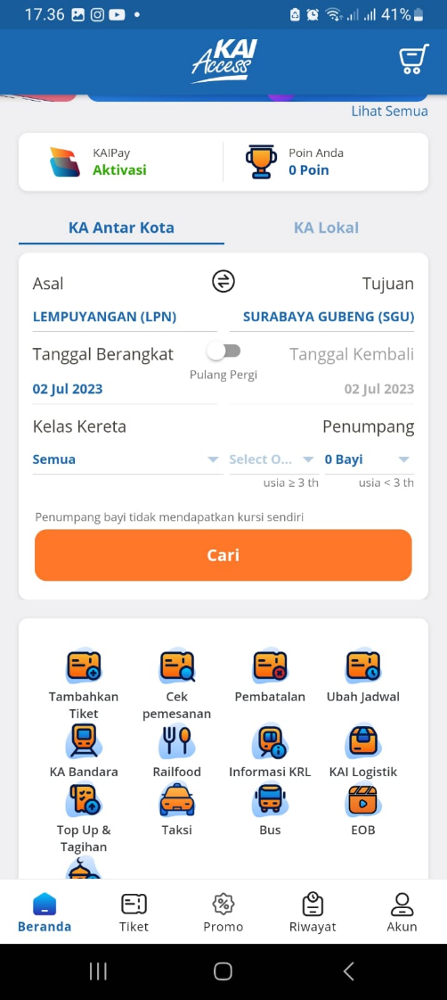 17.36
41%
KAI
Access
Lihat Semua
KAIPay
Aktivasi
Poin Anda
0 Poin
KA Antar Kota
KA Lokal
Asal
Tujuan
LEMPUYANGAN (LPN)
SURABAYA GUBENG (SGU)
Tanggal Berangkat
Tanggal Kembali
Pulang Pergi
02 Jul 2023
02 Jul 2023
Kelas Kereta
Penumpang
Semua
Select O...
0 Bayi
usia ≥ 3 th
usia < 3 th
Penumpang bayi tidak mendapatkan kursi sendiri
Cari
Tambahkan
Tiket
Cek
pemesanan
Pembatalan
Ubah Jadwal
KA Bandara
Railfood
Informasi KRL
KAI Logistik
Top Up &
Tagihan
Taksi
Bus
EOB
Beranda
Tiket
Promo
Riwayat
Akun